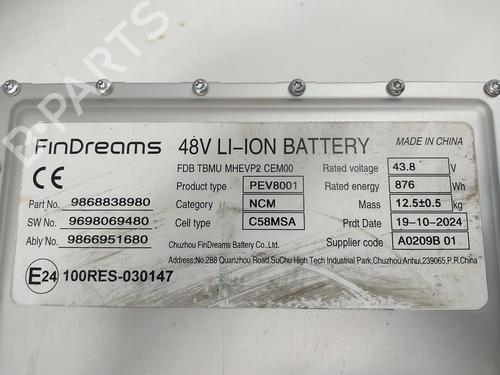 FinDreams 48V LI-ION BATTERY MADE IN CHINA
FDB TBMU MHEVP2 CEM00 Rated voltage 43.8 V
CE Product type PEV8001 Rated energy 876 Wh
Part No. 9868838980 Category NCM Mass 12.5±0.5 kg
SW No. 9698069480 Cell type C58MSA Prdt Date 19-10-2024
Ably No. 9866951680 Chuzhou FinDreams Battery Co., Ltd. Supplier code A0209B 01
Address:No.288 Quanzhou Road,SuChu High Tech Industrial Park,Chuzhou,Anhui,239065,P.R.China
E24 100RES-030147
B-PARTS